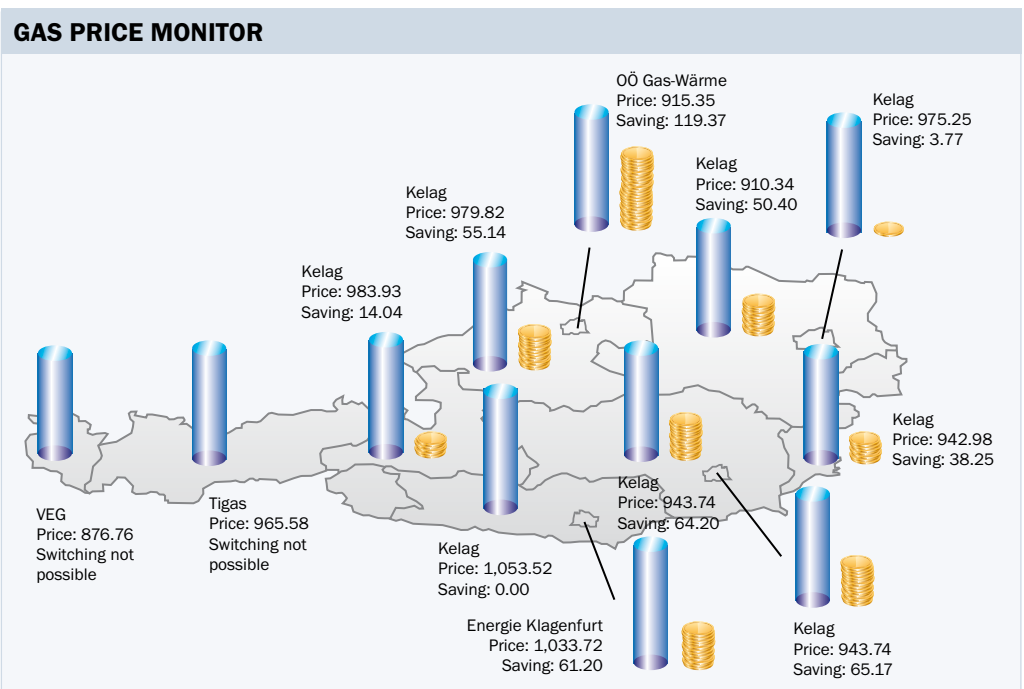 GAS PRICE MONITOR
OÖ Gas-Wärme
Price: 915.35
Saving: 119.37
Kelag
Price: 975.25
Saving: 3.77
Kelag
Price: 910.34
Saving: 50.40
Kelag
Price: 979.82
Saving: 55.14
Kelag
Price: 983.93
Saving: 14.04
Kelag
Price: 942.98
Saving: 38.25
Kelag
Price: 943.74
Saving: 64.20
VEG
Price: 876.76
Switching not
possible
Tigas
Price: 965.58
Switching not
possible
Kelag
Price: 1,053.52
Saving: 0.00
Energie Klagenfurt
Price: 1,033.72
Saving: 61.20
Kelag
Price: 943.74
Saving: 65.17